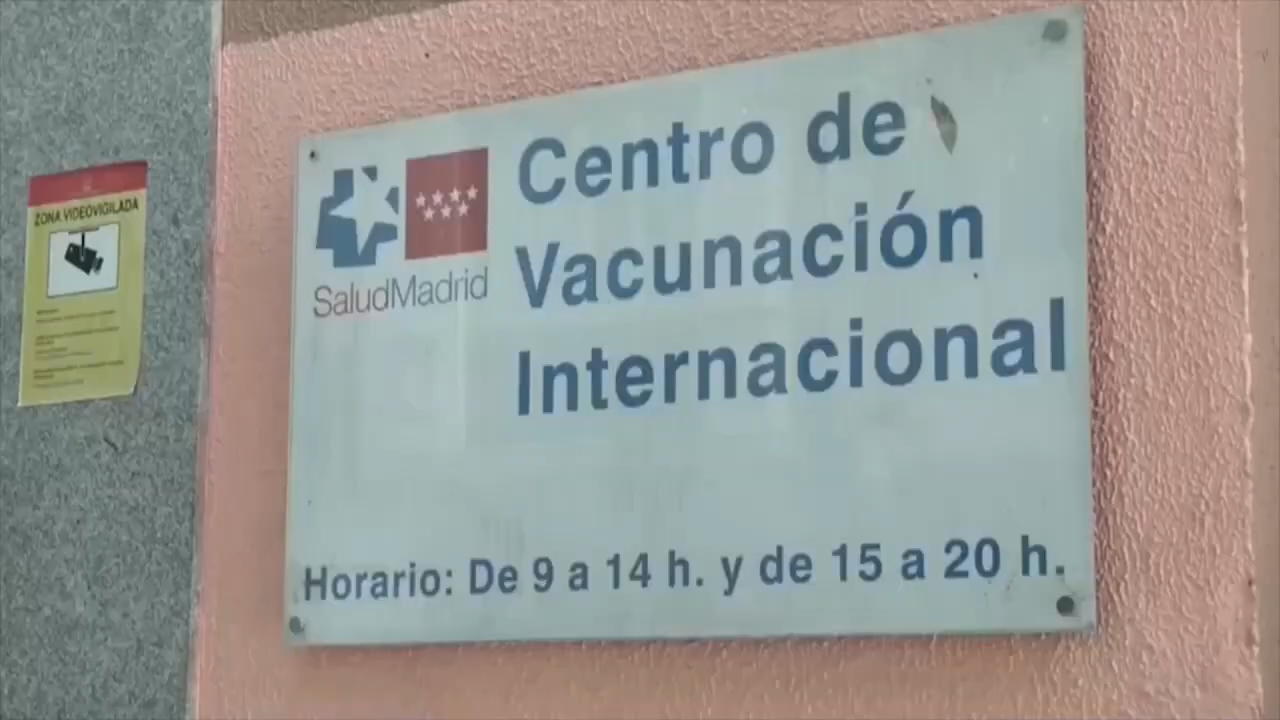 ZONA VIDEOVIGILADA
SaludMadrid
Centro de
Vacunación
Internacional
Horario: De 9 a 14 h. y de 15 a 20 h.